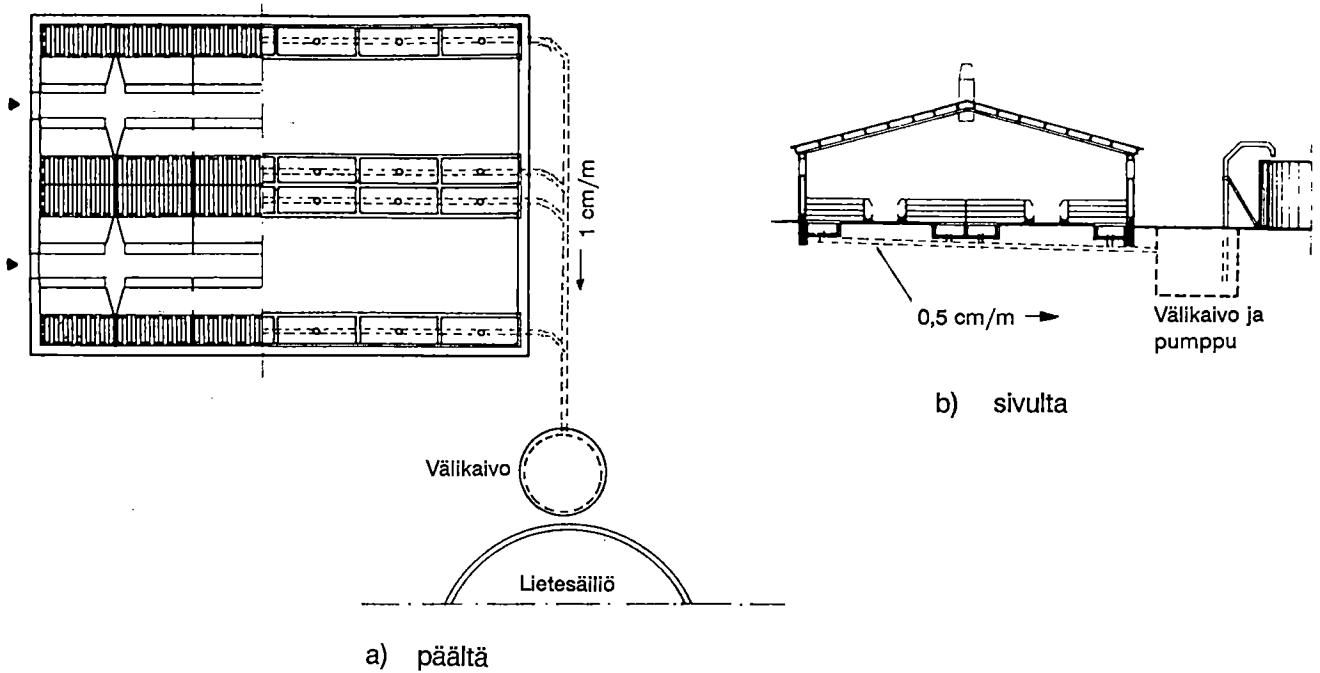 1 cm/m
Välikaivo
Lietesäiliö
a) päältä
0,5 cm/m
Välikaivo ja
pumppu
b) sivulta